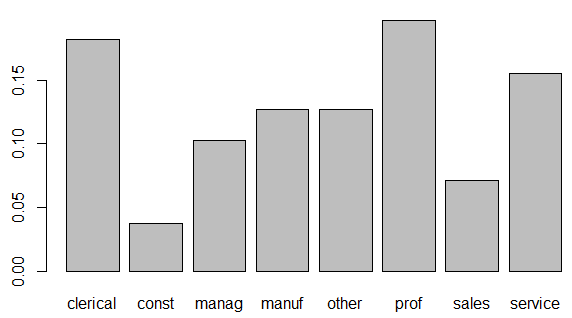 0.15
0.10
0.05
0.00
clerical const manag manuf other prof sales service